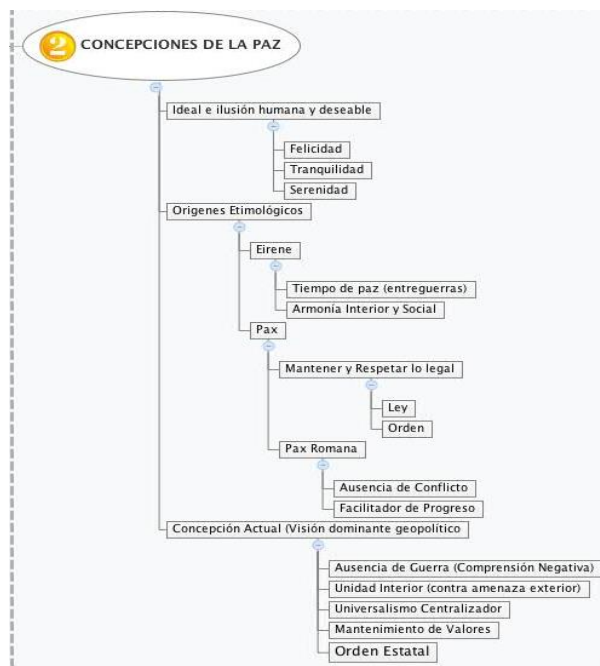 2 CONCEPCIONES DE LA PAZ
Ideal e ilusión humana y deseable
Felicidad
Tranquilidad
Serenidad
Origenes Etimológicos
Eirene
Tiempo de paz (entreguerras)
Armonía Interior y Social
Pax
Mantener y Respetar lo legal
Ley
Orden
Pax Romana
Ausencia de Conflicto
Facilitador de Progreso
Concepción Actual (Visión dominante geopolítico
Ausencia de Guerra (Comprensión Negativa)
Unidad Interior (contra amenaza exterior)
Universalismo Centralizador
Mantenimiento de Valores
Orden Estatal